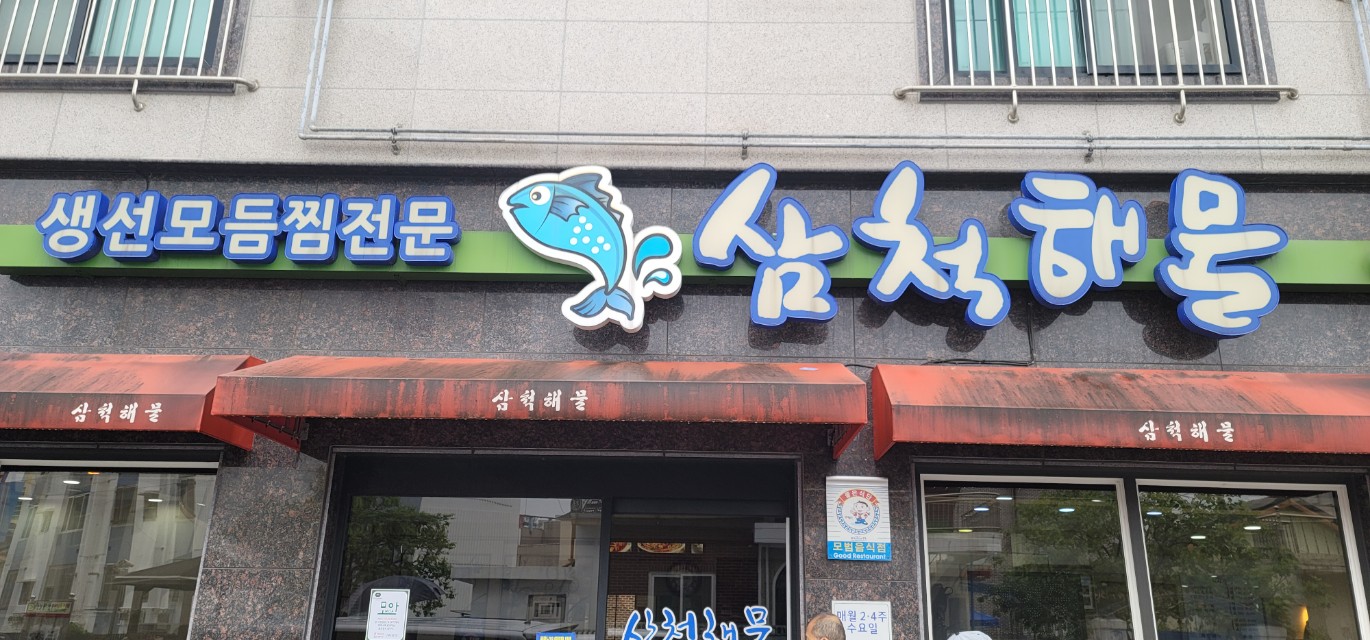 생선모듬찜전문 삼척해물
삼척해물
삼척해물
삼척해물
모범음식점
Good Restaurant
매월 2·4주
수요일
삼척해물